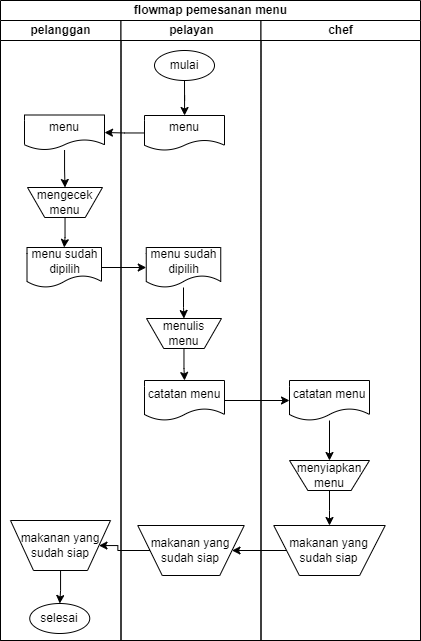 flowmap pemesanan menu
pelanggan
pelayan
chef
mulai
menu
menu
mengecek
menu
menu sudah
dipilih
menu sudah
dipilih
menulis
menu
catatan menu
catatan menu
menyiapkan
menu
makanan yang
sudah siap
makanan yang
sudah siap
makanan yang
sudah siap
selesai